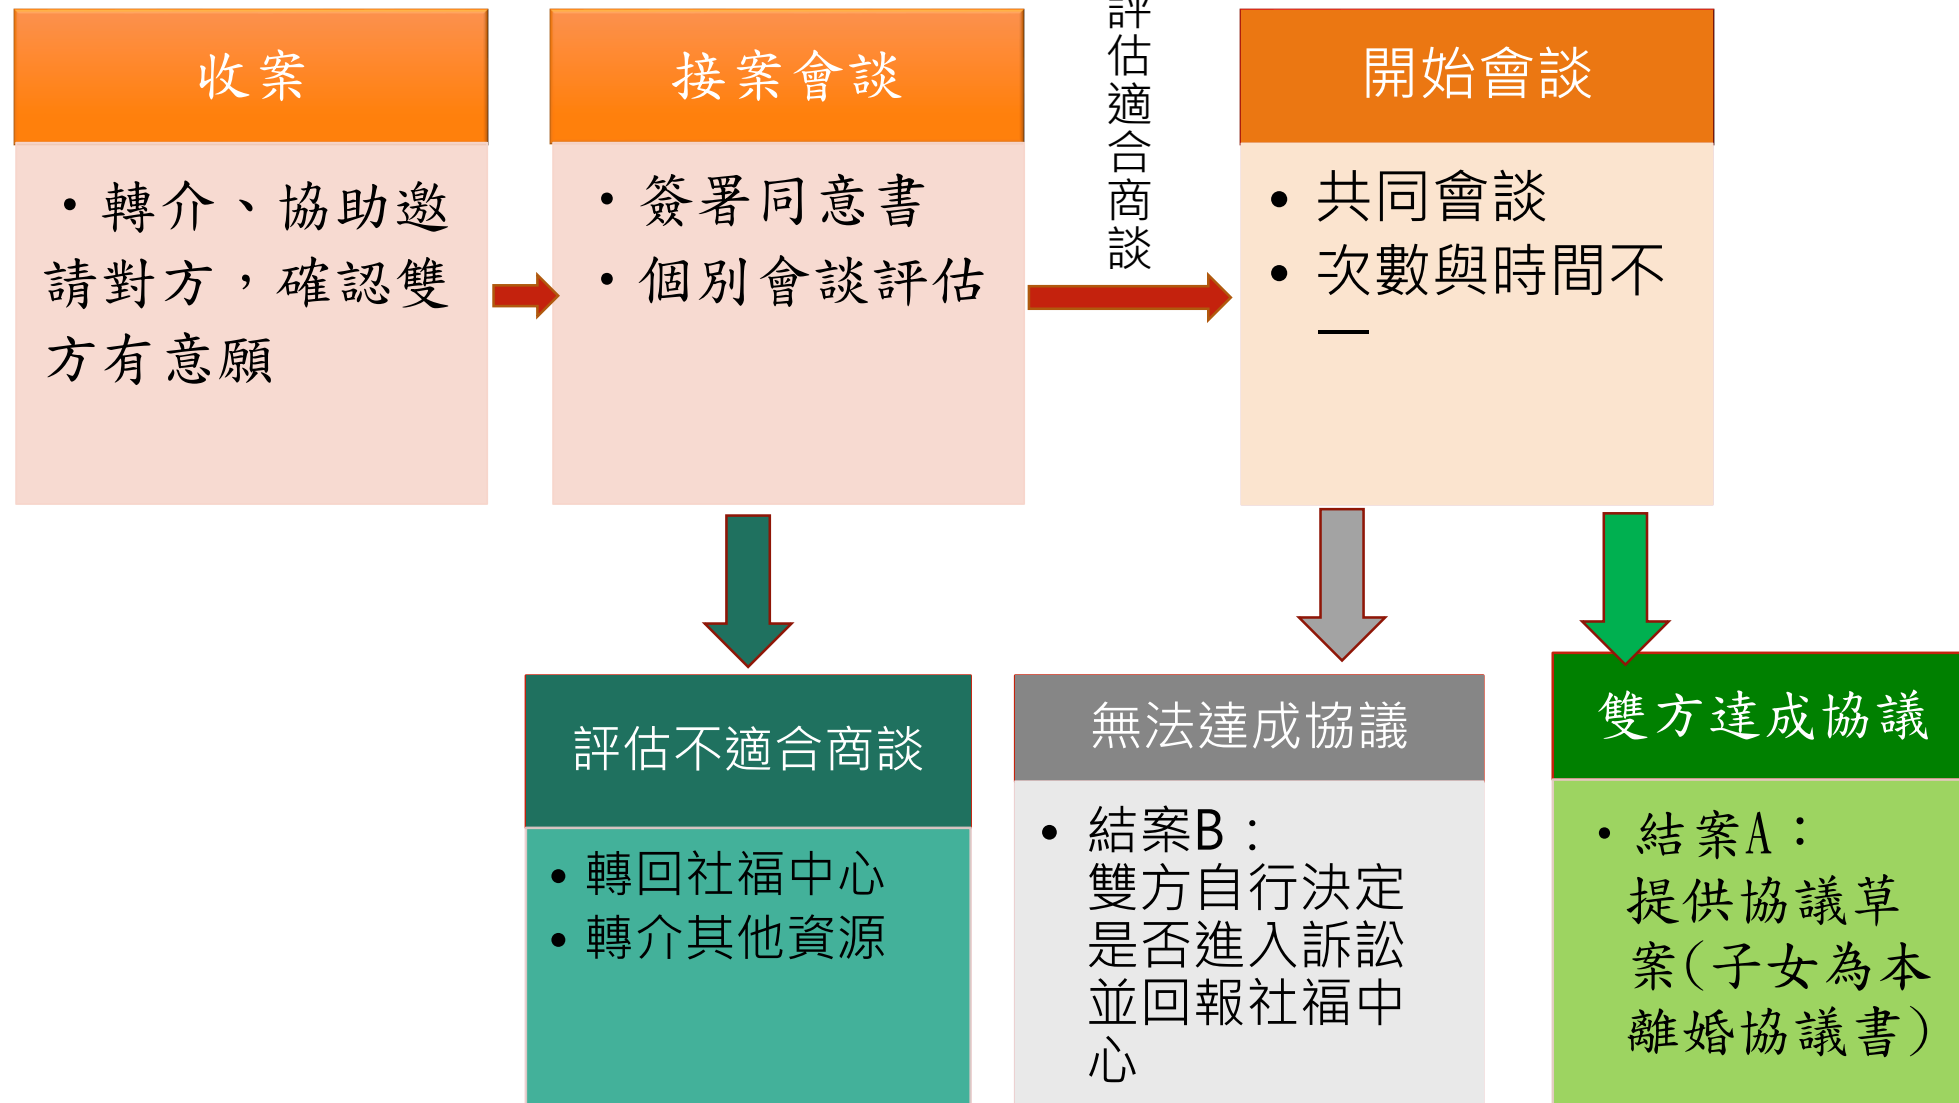 收案
・轉介、協助邀
請對方，確認雙
方有意願
接案會談
・簽署同意書
・個別會談評估
評估適合商談
開始會談
• 共同會談
• 次數與時間不
一
評估不適合商談
• 轉回社福中心
• 轉介其他資源
無法達成協議
• 結案B：
雙方自行決定
是否進入訴訟
並回報社福中
心
雙方達成協議
・結案A：
提供協議草
案(子女為本
離婚協議書)